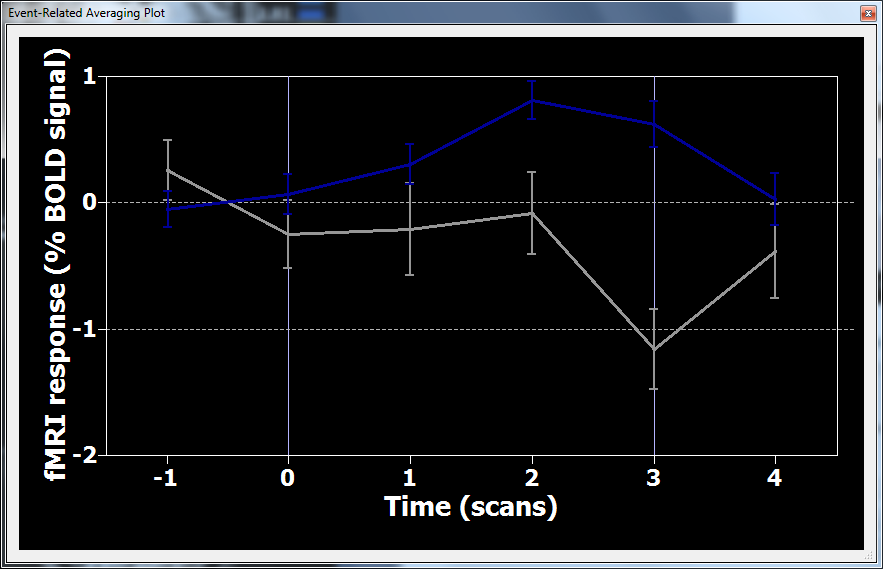 Event-Related Averaging Plot
fMRI response (% BOLD signal)
1
0
-1
-2
-1 0 1 2 3 4
Time (scans)